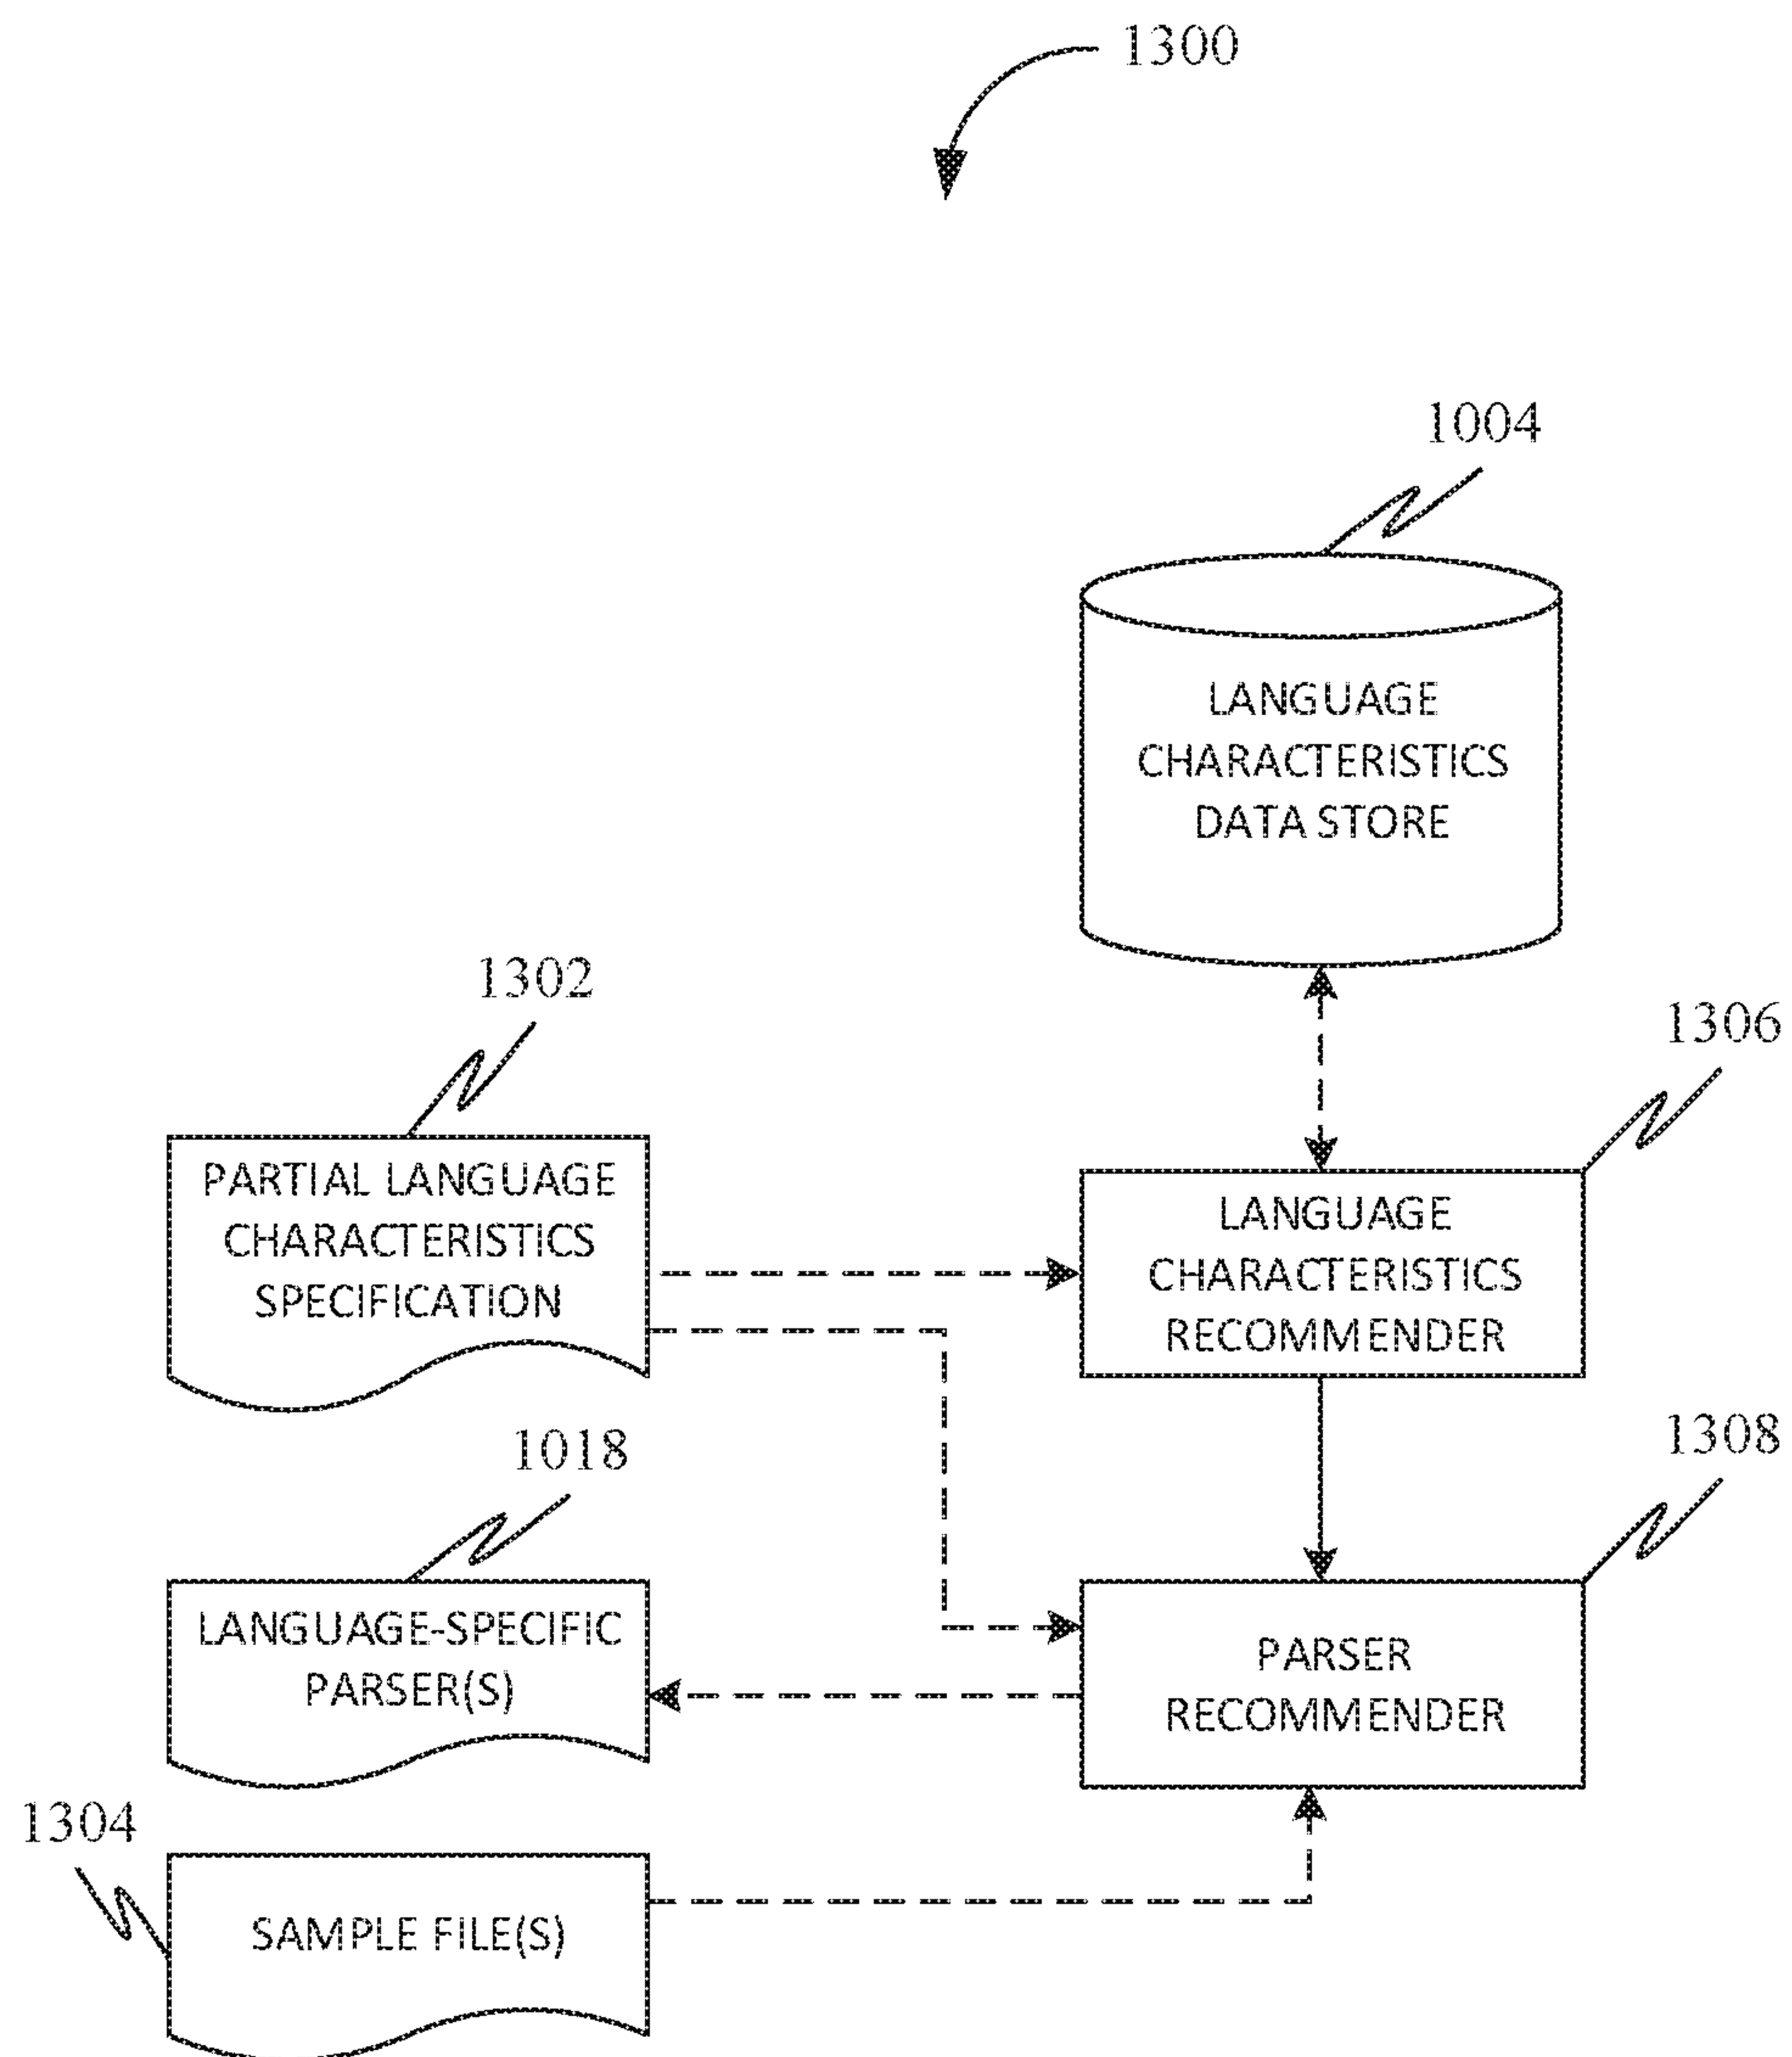 1300
1004
LANGUAGE
CHARACTERISTICS
DATA STORE
1302
PARTIAL LANGUAGE
CHARACTERISTICS
SPECIFICATION
1306
LANGUAGE
CHARACTERISTICS
RECOMMENDER
1018
LANGUAGE-SPECIFIC
PARSER(S)
1308
PARSER
RECOMMENDER
1304
SAMPLE FILE(S)